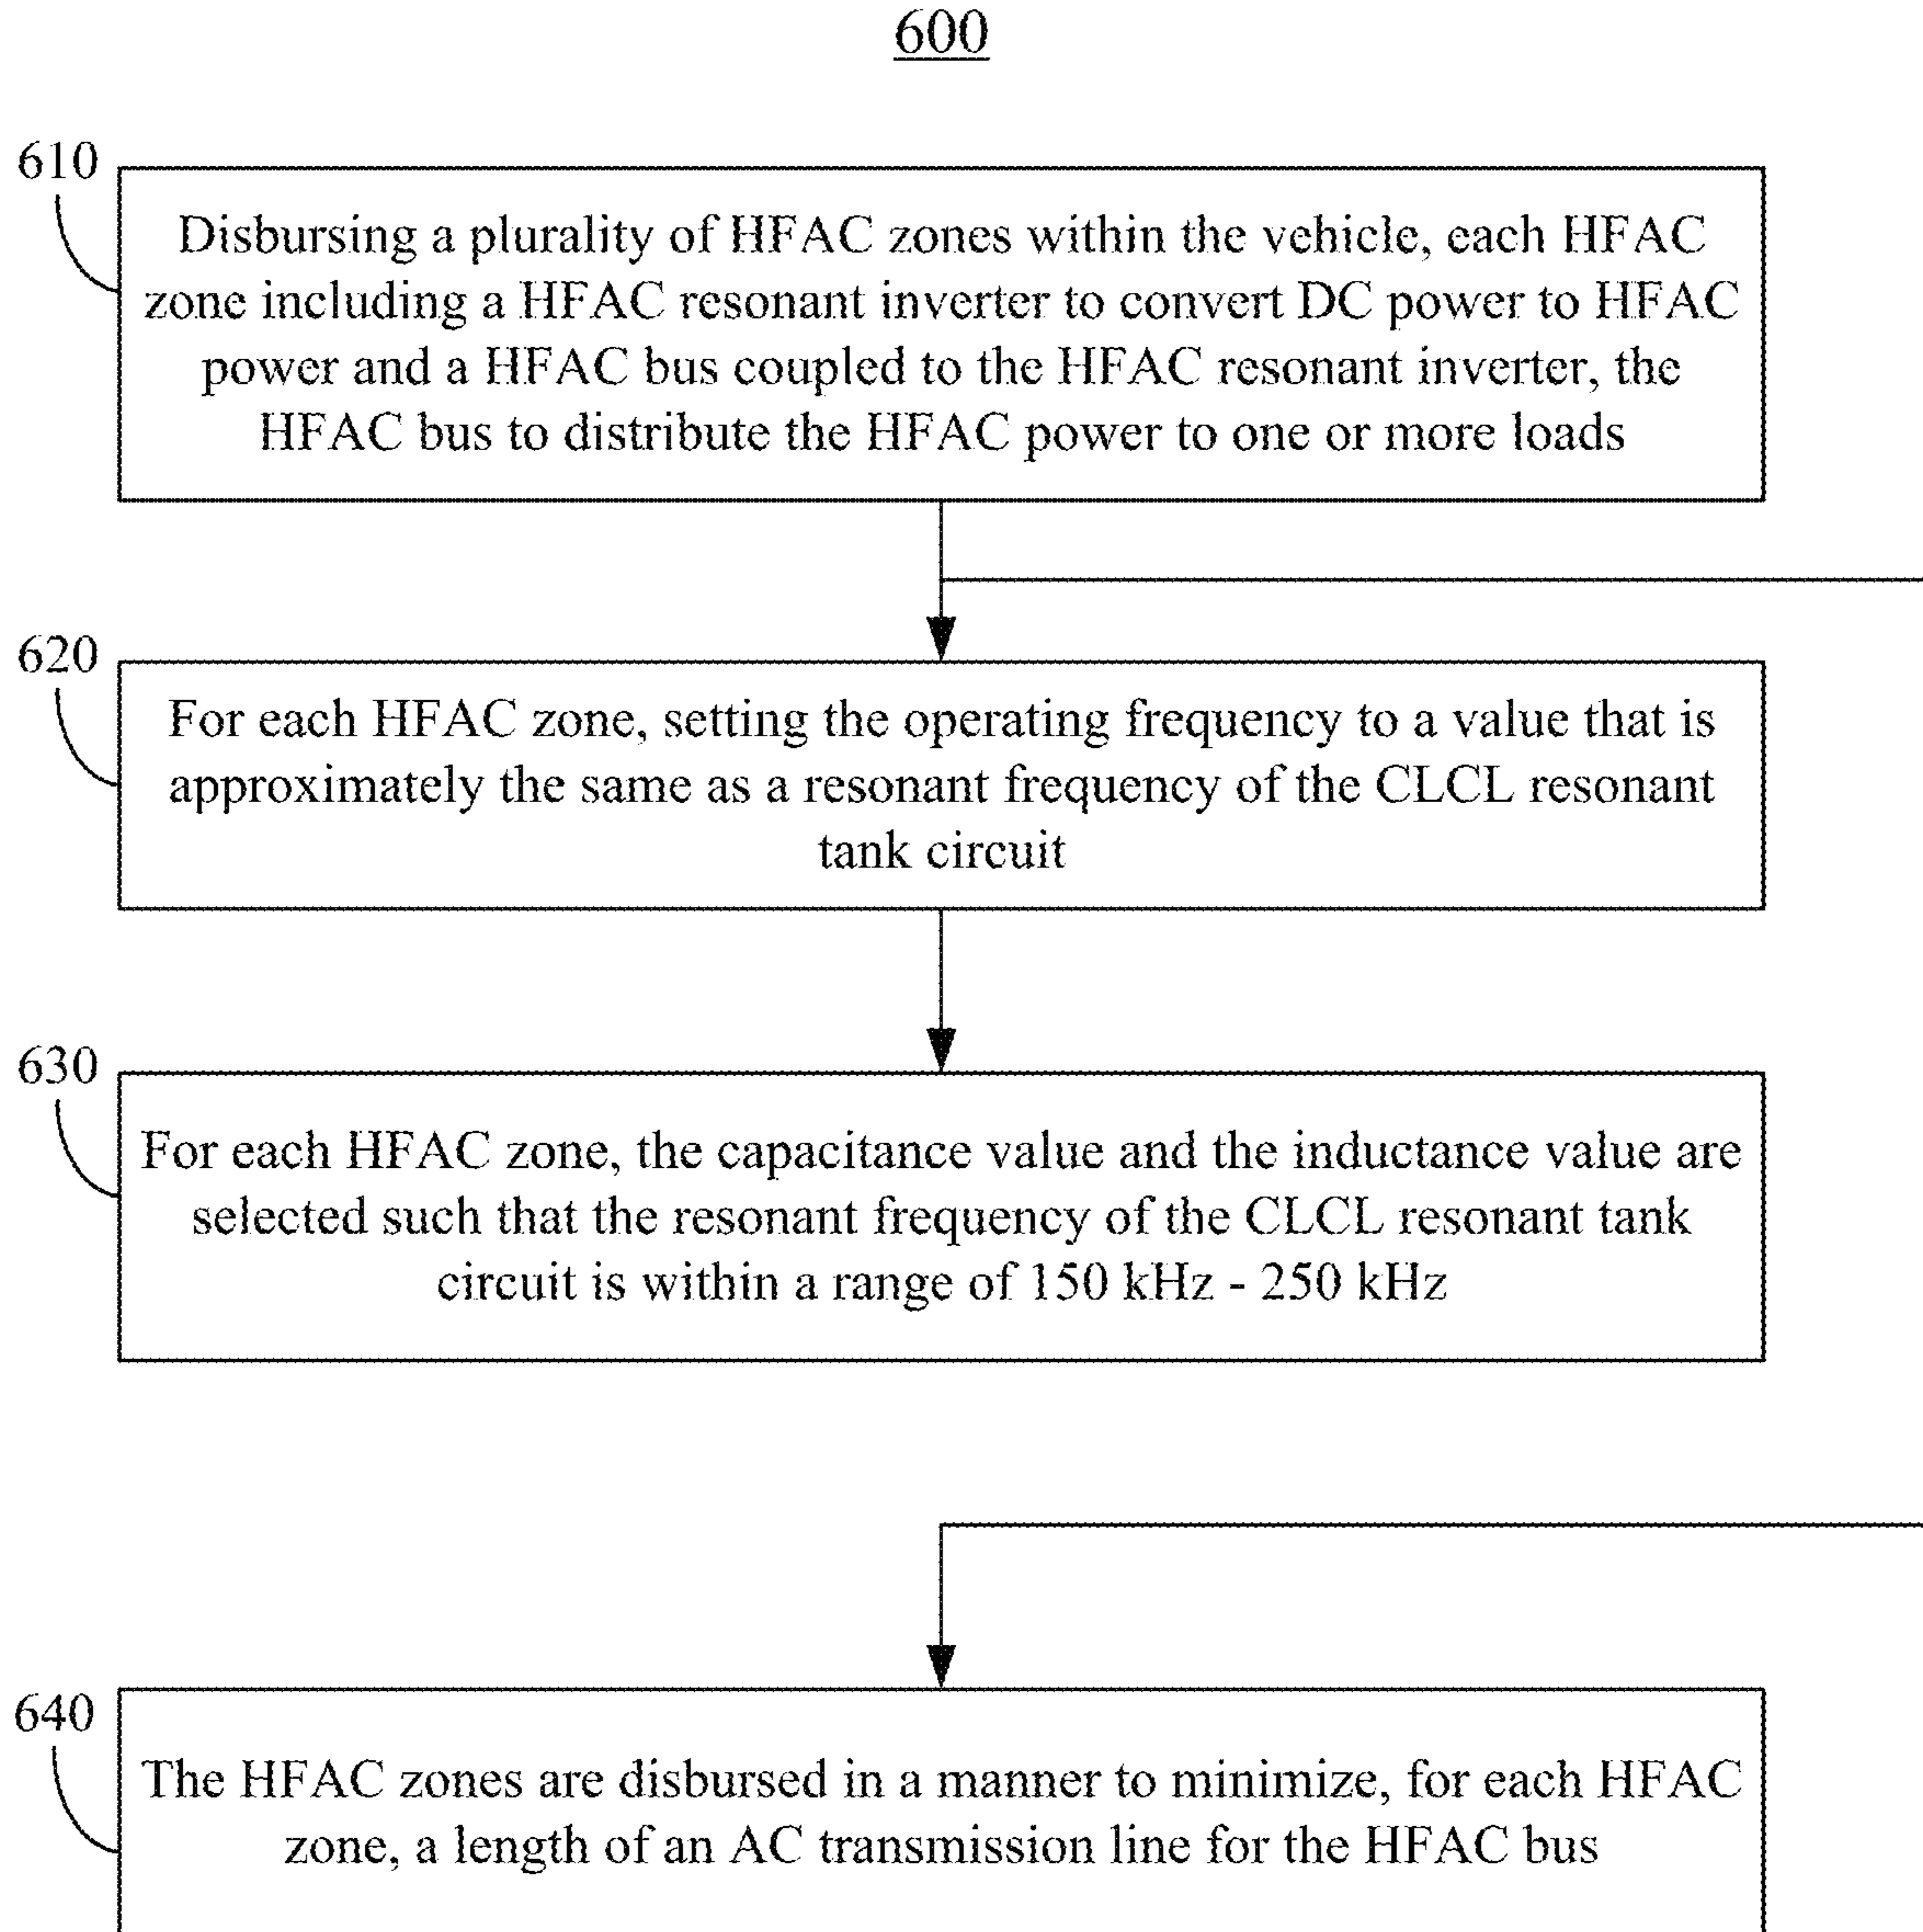 600
610
Disbursing a plurality of HFAC zones within the vehicle, each HFAC
zone including a HFAC resonant inverter to convert DC power to HFAC
power and a HFAC bus coupled to the HFAC resonant inverter, the
HFAC bus to distribute the HFAC power to one or more loads
620
For each HFAC zone, setting the operating frequency to a value that is
approximately the same as a resonant frequency of the CLCL resonant
tank circuit
630
For each HFAC zone, the capacitance value and the inductance value are
selected such that the resonant frequency of the CLCL resonant tank
circuit is within a range of 150 kHz - 250 kHz
640
The HFAC zones are disbursed in a manner to minimize, for each HFAC
zone, a length of an AC transmission line for the HFAC bus